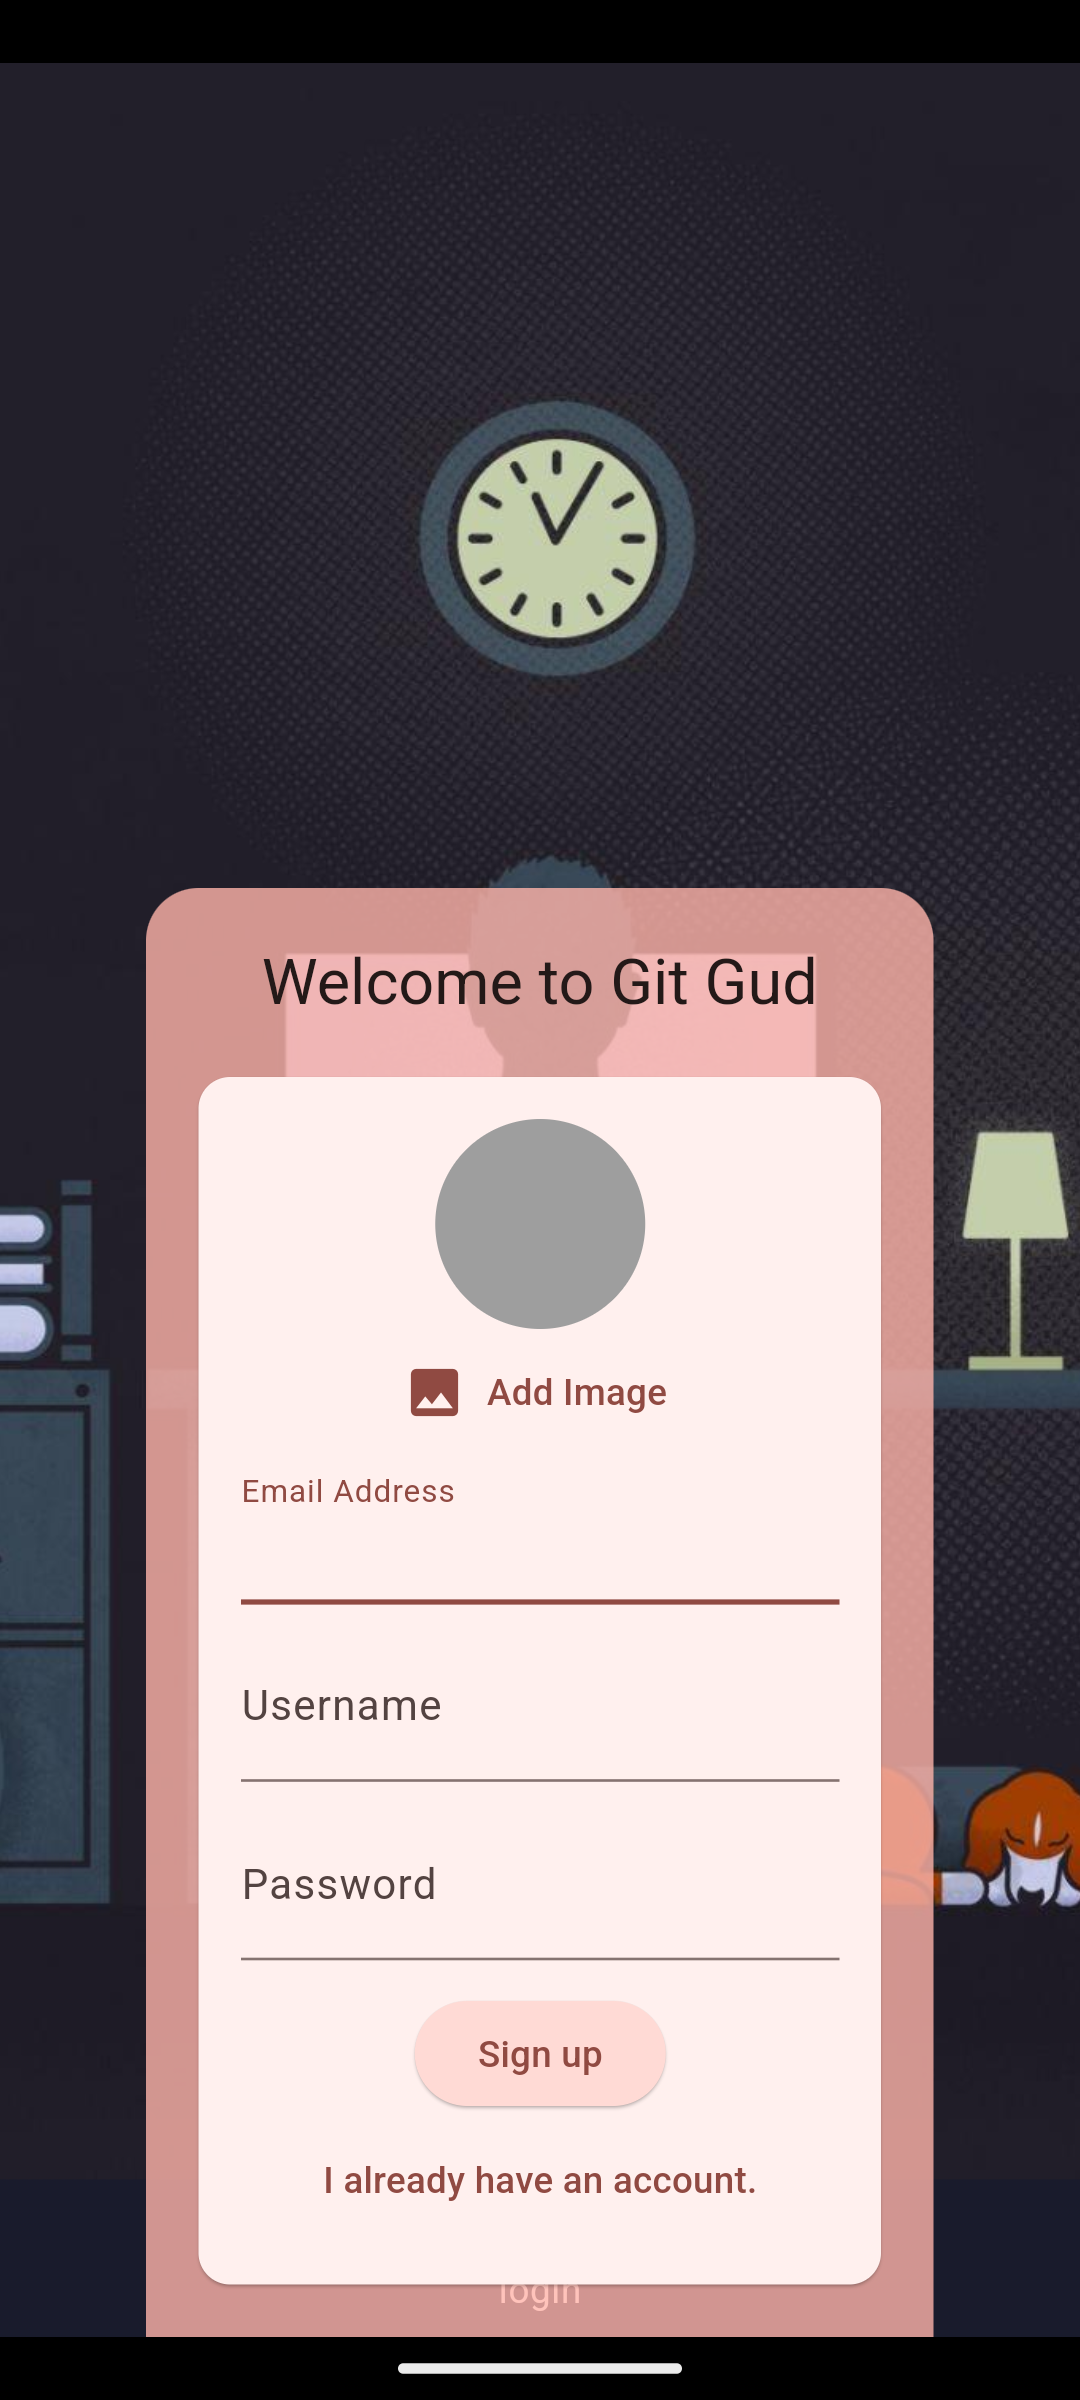 Welcome to Git Gud
Add Image
Email Address
Username
Password
Sign up
I already have an account.
login